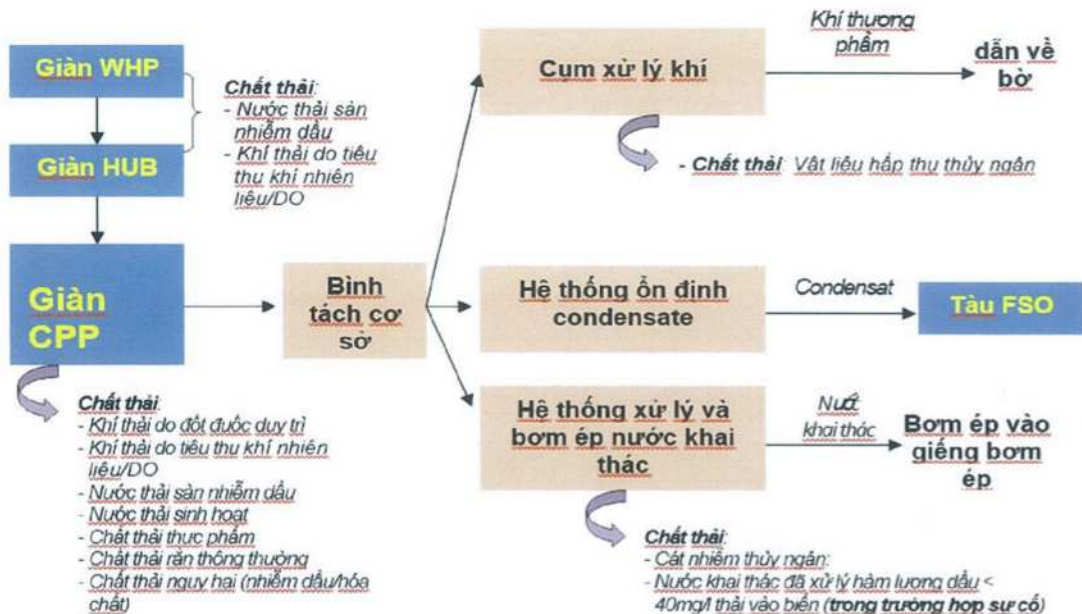 Giàn WHP
Giàn HUB
Chất thải:
- Nước thải sàn
nhiễm dầu
- Khí thải do tiêu
thụ khí nhiên
liệu/DO
Giàn
CPP
Chất thải:
- Khí thải do đốt đuốc duy trì
- Khí thải do tiêu thụ khí nhiên
liệu/DO
- Nước thải sàn nhiễm dầu
- Nước thải sinh hoạt
- Chất thải thực phẩm
- Chất thải rắn thông thường
- Chất thải nguy hại (nhiễm dầu/hóa
chất)
Bình
tách cơ
sở
Cụm xử lý khí
Khí thương
phẩm
dẫn về
bờ
- Chất thải: Vật liệu hấp thụ thủy ngân
Hệ thống ổn định
condensate
Condensat
Tàu FSO
Hệ thống xử lý và
bơm ép nước khai
thác
Nước
khai thác
Bơm ép vào
giếng bơm
ép
Chất thải:
- Cát nhiễm thủy ngân:
- Nước khai thác đã xử lý hàm lượng dầu <
40mg/l thải vào biển (trong trường hợp sự cố)